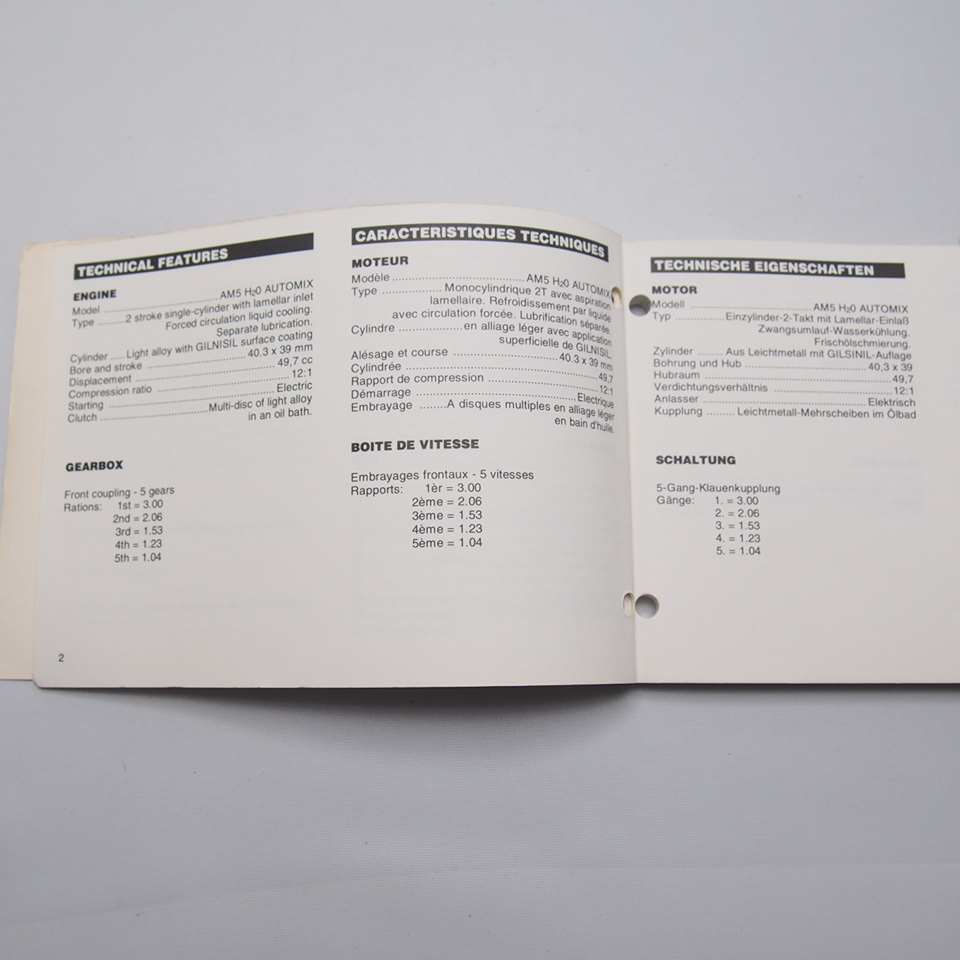 TECHNICAL FEATURES
ENGINE
Model ........ AM5 H20 AUTOMIX
Type ........ 2 stroke single-cylinder with lamellar inlet
Forced circulation liquid cooling.
Separate lubrication.
Cylinder ..... Light alloy with GILNISIL surface coating
Bore and stroke ........ 40.3 x 39 mm
Displacement ........ 49,7 cc
Compression ratio ........ 12:1
Starting ........ Electric
Clutch ........ Multi-disc of light alloy
in an oil bath.
GEARBOX
Front coupling - 5 gears
Rations: 1st = 3.00
2nd = 2.06
3rd = 1.53
4th = 1.23
5th = 1.04
2
CARACTERISTIQUES TECHNIQUES
MOTEUR
Modèle ........ AM5 H20 AUTOMIX
Type ........ Monocylindrique 2T avec aspiration
lamellaire. Refroidissement par liquide
avec circulation forcée. Lubrification séparée.
Cylindre ........ en alliage léger avec application
superficielle de GILNISIL
Alésage et course ........ 40.3 x 39 mm
Cylindrée ........ 49,7
Rapport de compression ........ 12:1
Démarrage ........ Electrique
Embrayage ........ A disques multiples en alliage léger
en bain d'huile.
BOITE DE VITESSE
Embrayages frontaux - 5 vitesses
Rapports: 1èr = 3.00
2ème = 2.06
3ème = 1.53
4ème = 1.23
5ème = 1.04
TECHNISCHE EIGENSCHAFTEN
MOTOR
Modell ........ AM5 H20 AUTOMIX
Typ ........ Einzylinder-2-Takt mit Lamellar-Einlaß
Zwangsumlauf-Wasserkühlung.
Frischölschmierung.
Zylinder ........ Aus Leichtmetall mit GILSINIL-Auflage
Bohrung und Hub ........ 40,3 x 39
Hubraum ........ 49,7
Verdichtungsverhältnis ........ 12:1
Anlasser ........ Elektrisch
Kupplung ........ Leichtmetall-Mehrscheiben im Ölbad
SCHALTUNG
5-Gang-Klauenkupplung
Gänge: 1. = 3.00
2. = 2.06
3. = 1.53
4. = 1.23
5. = 1.04